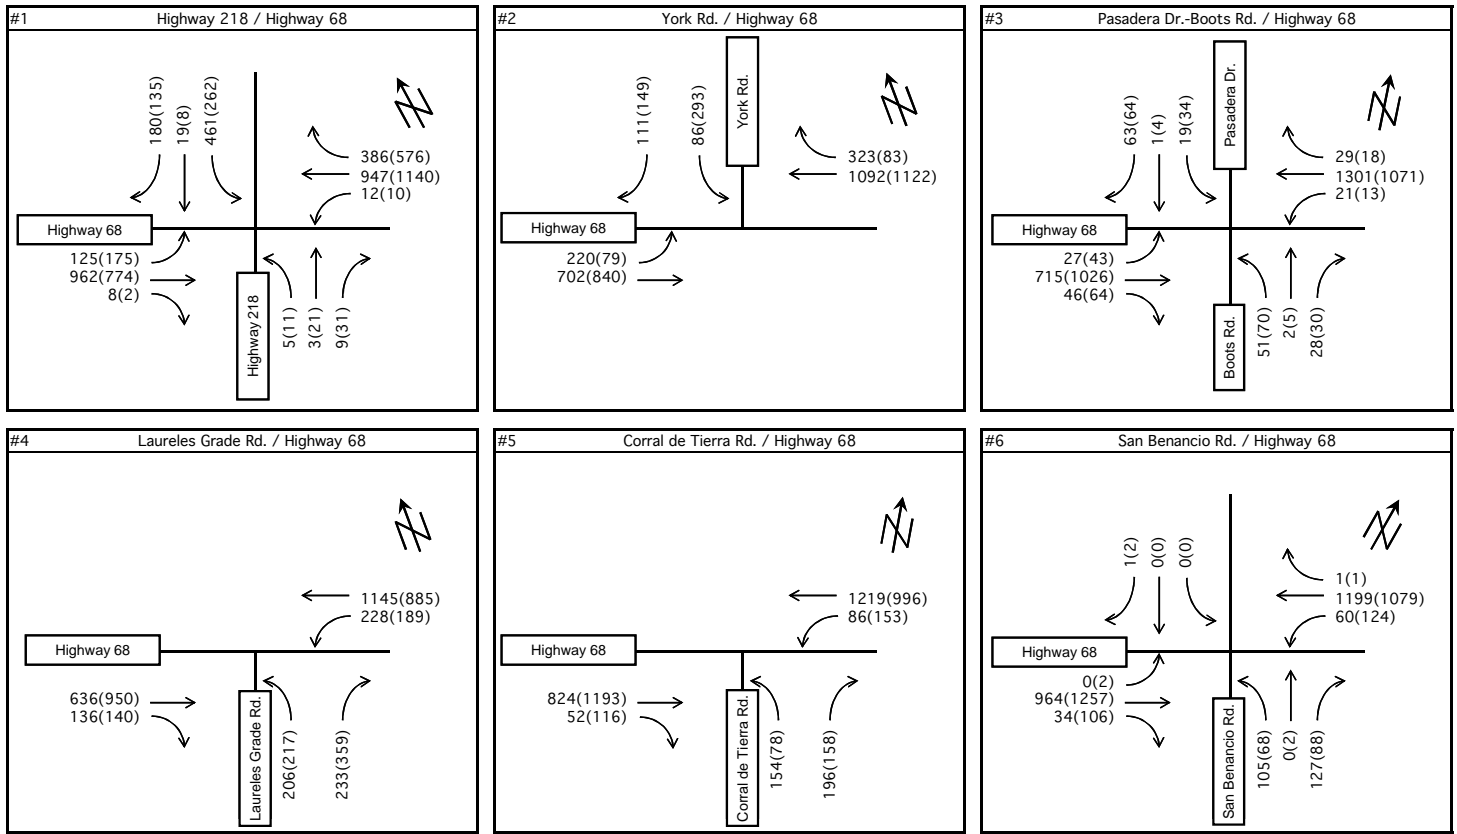 #1 Highway 218 / Highway 68
180(135)
19(8)
461(262)
386(576)
947(1140)
12(10)
Highway 68
125(175)
962(774)
8(2)
Highway 218
5(11)
3(21)
9(31)
N
#2 York Rd. / Highway 68
111(149)
86(293)
York Rd.
323(83)
1092(1122)
Highway 68
220(79)
702(840)
N
#3 Pasadera Dr.-Boots Rd. / Highway 68
63(64)
1(4)
19(34)
Pasadera Dr.
29(18)
1301(1071)
21(13)
Highway 68
27(43)
715(1026)
46(64)
Boots Rd.
51(70)
2(5)
28(30)
N
#4 Laureles Grade Rd. / Highway 68
1145(885)
228(189)
Highway 68
636(950)
136(140)
Laureles Grade Rd.
206(217)
233(359)
N
#5 Corral de Tierra Rd. / Highway 68
1219(996)
86(153)
Highway 68
824(1193)
52(116)
Corral de Tierra Rd.
154(78)
196(158)
N
#6 San Benancio Rd. / Highway 68
1(2)
0(0)
0(0)
1(1)
1199(1079)
60(124)
Highway 68
0(2)
964(1257)
34(106)
San Benancio Rd.
105(68)
0(2)
127(88)
N